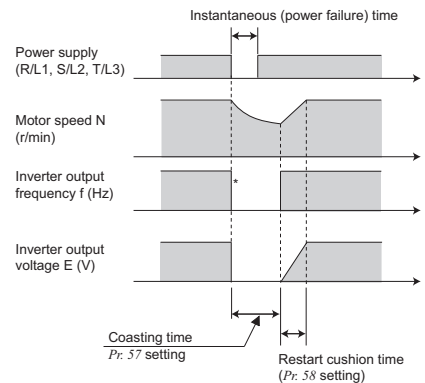 Instantaneous (power failure) time
Power supply
(R/L1, S/L2, T/L3)
Motor speed N
(r/min)
Inverter output
frequency f (Hz)
*
Inverter output
voltage E (V)
Coasting time
Pr. 57 setting
Restart cushion time
(Pr. 58 setting)